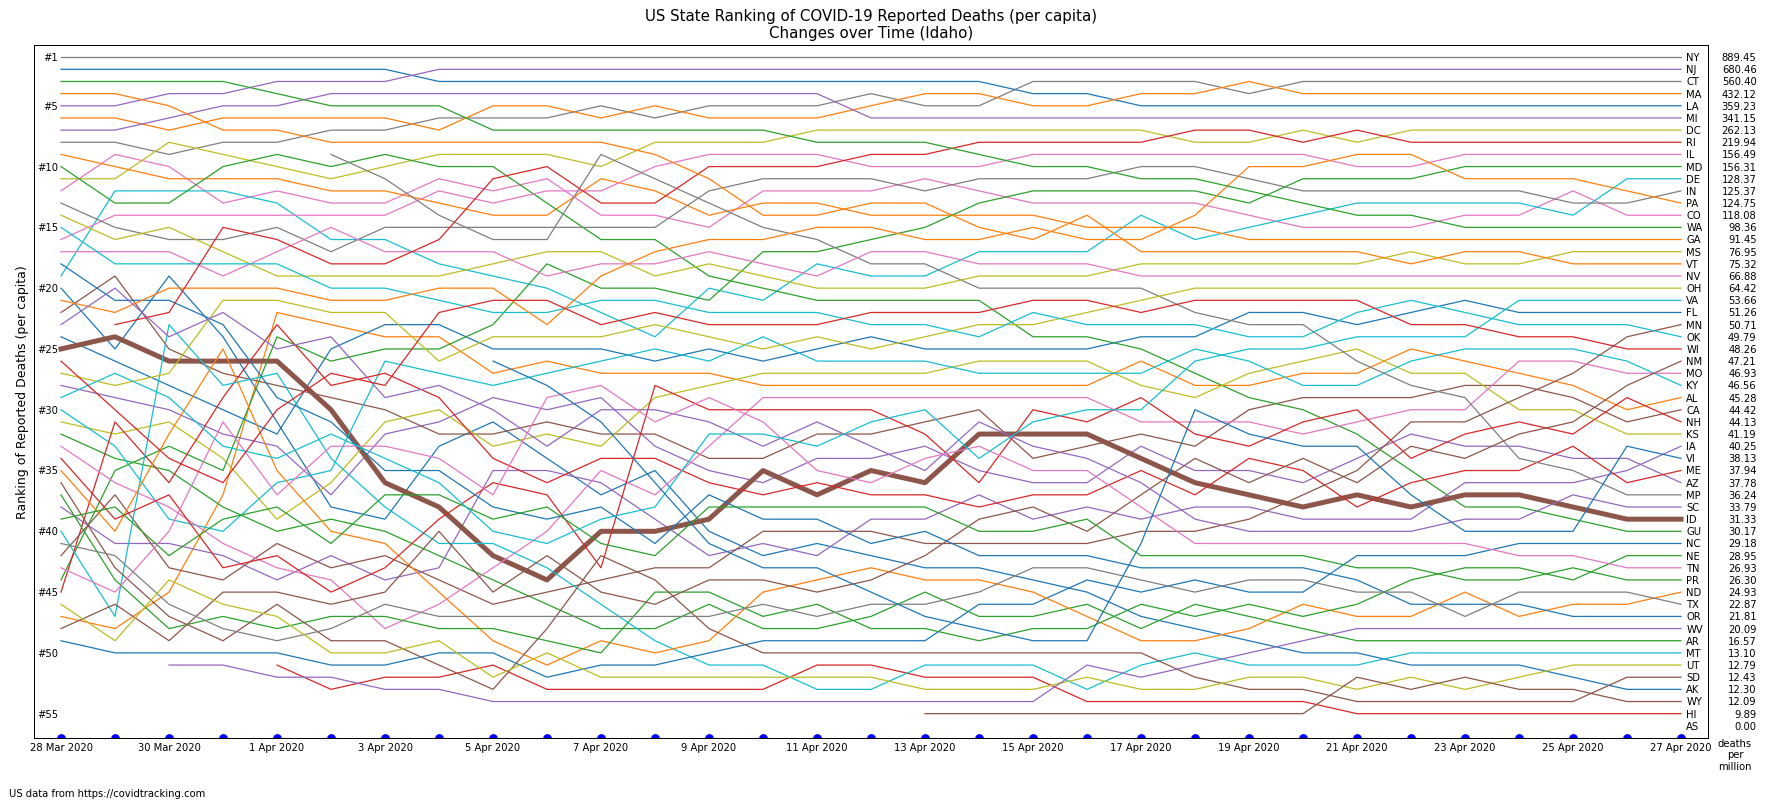 US State Ranking of COVID-19 Reported Deaths (per capita)
Changes over Time (Idaho)
Ranking of Reported Deaths (per capita)
#1
#5
#10
#15
#20
#25
#30
#35
#40
#45
#50
#55
NY 889.45
NJ 680.46
CT 560.40
MA 432.12
LA 359.23
MI 341.15
DC 262.13
RI 219.94
IL 156.49
MD 156.31
DE 128.37
IN 125.37
PA 124.75
CO 118.08
WA 98.36
GA 91.45
MS 76.95
VT 75.32
NV 66.88
OH 64.42
VA 53.66
FL 51.26
MN 50.71
OK 49.79
WI 48.26
NM 47.21
MO 46.93
KY 46.56
AL 45.28
CA 44.42
NH 44.13
KS 41.19
IA 40.25
VI 38.13
ME 37.94
AZ 37.78
MP 36.24
SC 33.79
ID 31.33
GU 30.17
NC 29.18
NE 28.95
TN 26.93
PR 26.30
ND 24.93
TX 22.87
OR 21.81
WV 20.09
AR 16.57
MT 13.10
UT 12.79
SD 12.43
AK 12.30
WY 12.09
HI 9.89
AS 0.00
28 Mar 2020 30 Mar 2020 1 Apr 2020 3 Apr 2020 5 Apr 2020 7 Apr 2020 9 Apr 2020 11 Apr 2020 13 Apr 2020 15 Apr 2020 17 Apr 2020 19 Apr 2020 21 Apr 2020 23 Apr 2020 25 Apr 2020 27 Apr 2020
deaths
per
million
US data from https://covidtracking.com